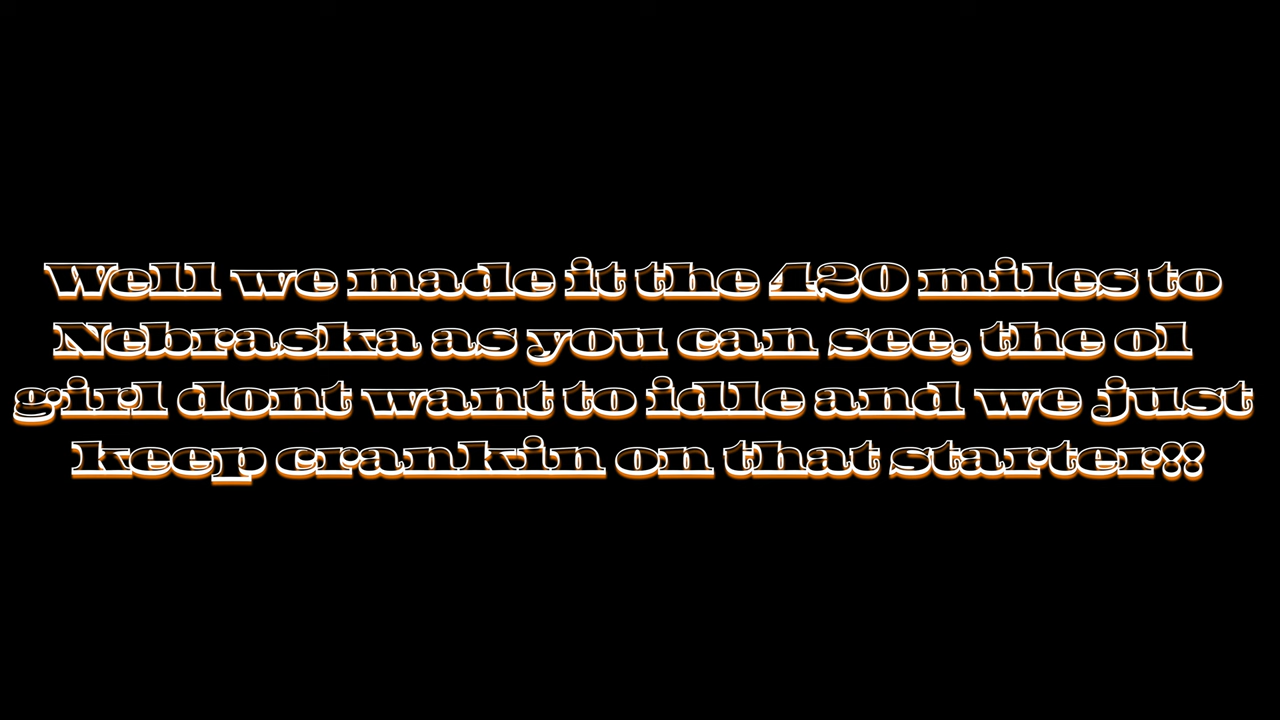 Well we made it the 420 miles to
Nebraska as you can see, the ol
girl dont want to idle and we just
keep crankin on that starter!!